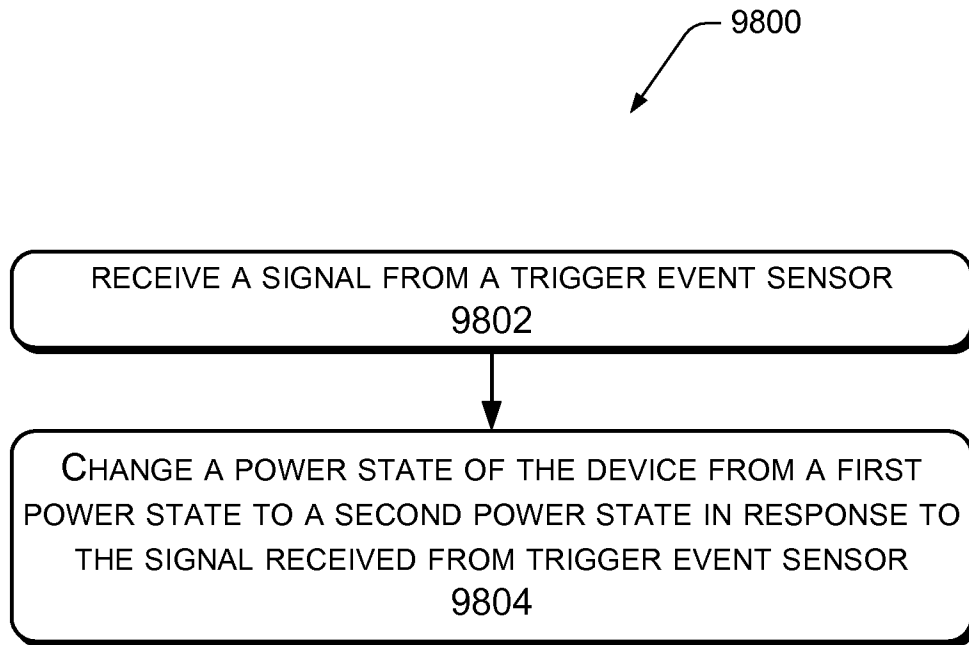 9800
RECEIVE A SIGNAL FROM A TRIGGER EVENT SENSOR
9802
CHANGE A POWER STATE OF THE DEVICE FROM A FIRST
POWER STATE TO A SECOND POWER STATE IN RESPONSE TO
THE SIGNAL RECEIVED FROM TRIGGER EVENT SENSOR
9804